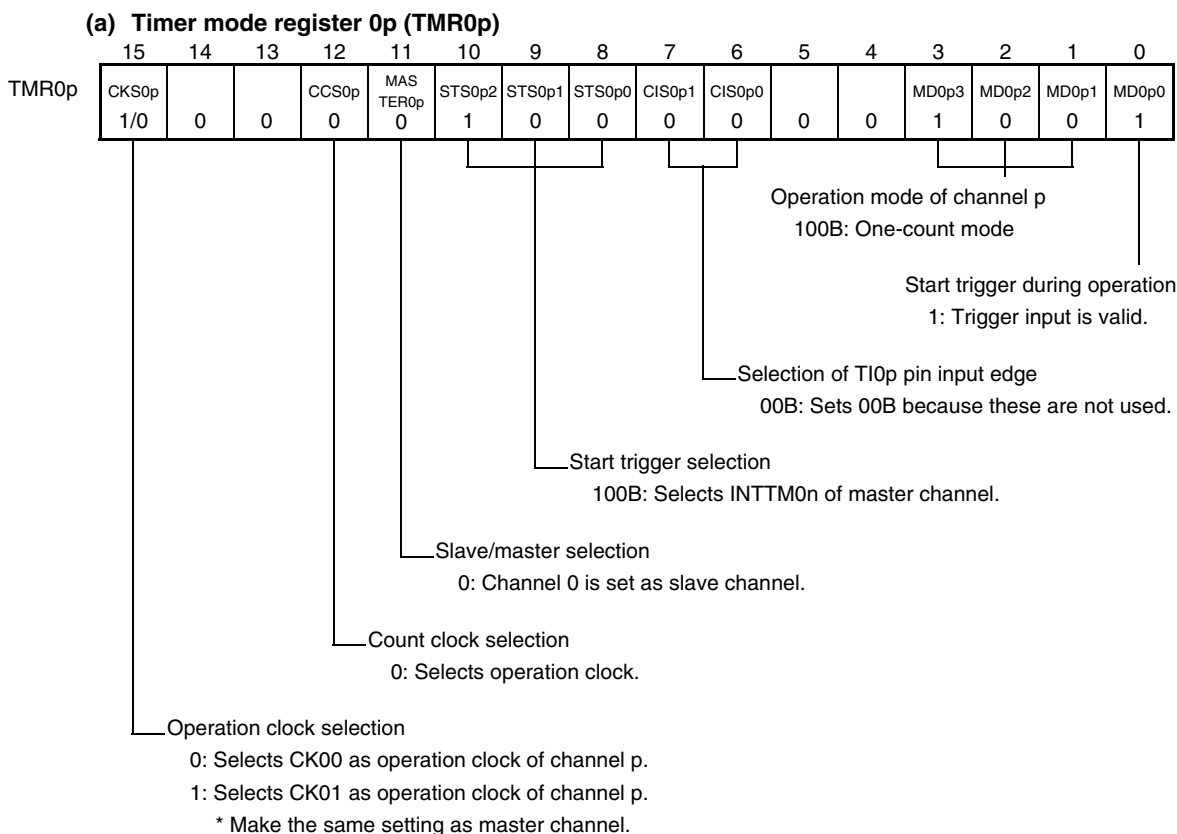 (a) Timer mode register 0p (TMR0p)
15 14 13 12 11 10 9 8 7 6 5 4 3 2 1 0
TMR0p CKS0p CCS0p MAS TER0p STS0p2 STS0p1 STS0p0 CIS0p1 CIS0p0 MD0p3 MD0p2 MD0p1 MD0p0
1/0 0 0 0 0 1 0 0 0 0 0 0 1 0 0 1
Operation mode of channel p
100B: One-count mode
Start trigger during operation
1: Trigger input is valid.
Selection of TI0p pin input edge
00B: Sets 00B because these are not used.
Start trigger selection
100B: Selects INTTM0n of master channel.
Slave/master selection
0: Channel 0 is set as slave channel.
Count clock selection
0: Selects operation clock.
Operation clock selection
0: Selects CK00 as operation clock of channel p.
1: Selects CK01 as operation clock of channel p.
* Make the same setting as master channel.